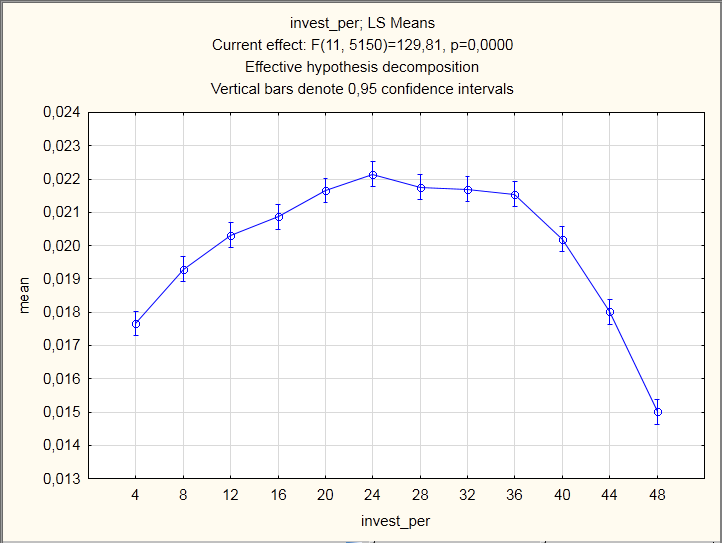 invest_per; LS Means
Current effect: F(11, 5150)=129,81, p=0,0000
Effective hypothesis decomposition
Vertical bars denote 0,95 confidence intervals
0,024
0,023
0,022
0,021
0,020
0,019
0,018
0,017
0,016
0,015
0,014
0,013
mean
4 8 12 16 20 24 28 32 36 40 44 48
invest_per